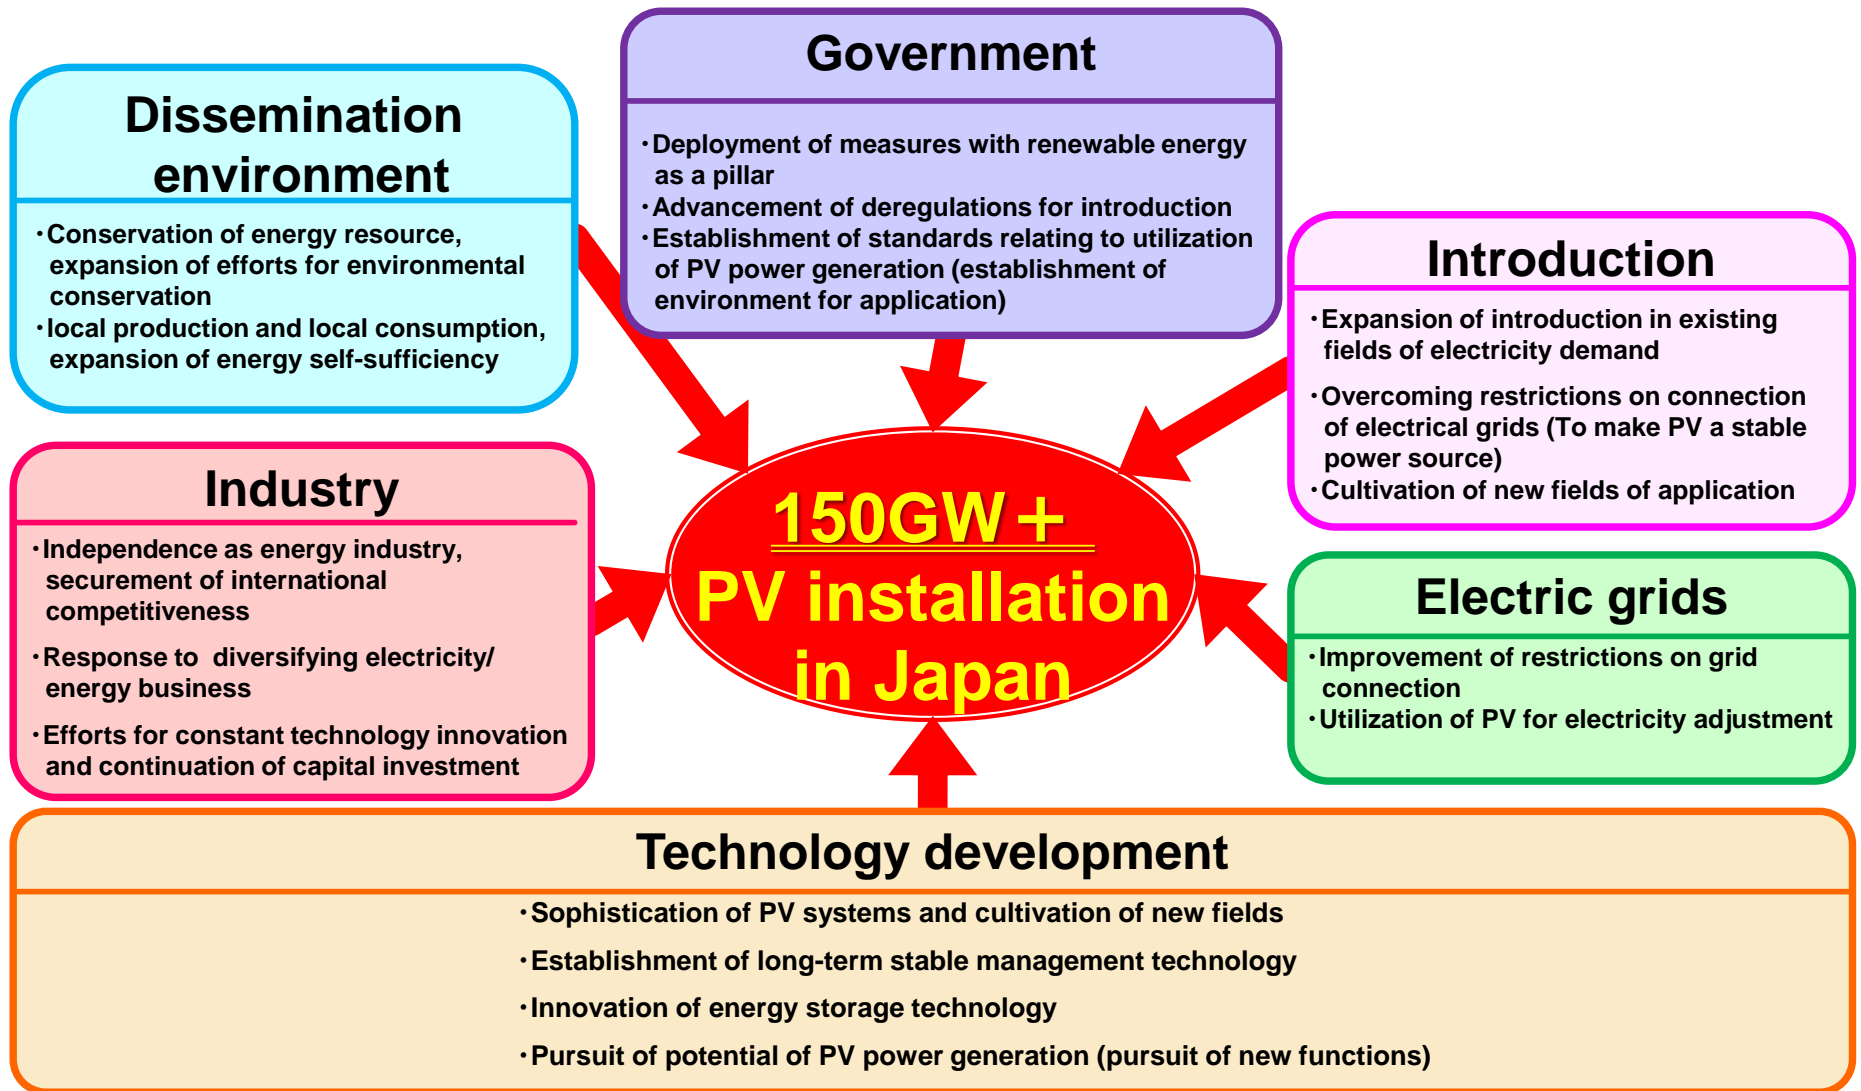 Government
・Deployment of measures with renewable energy
as a pillar
・Advancement of deregulations for introduction
・Establishment of standards relating to utilization
of PV power generation (establishment of
environment for application)
Dissemination
environment
・Conservation of energy resource,
expansion of efforts for environmental
conservation
・local production and local consumption,
expansion of energy self-sufficiency
Introduction
・Expansion of introduction in existing
fields of electricity demand
・Overcoming restrictions on connection
of electrical grids (To make PV a stable
power source)
・Cultivation of new fields of application
Industry
・Independence as energy industry,
securement of international
competitiveness
・Response to diversifying electricity/
energy business
・Efforts for constant technology innovation
and continuation of capital investment
150GW＋
PV installation
in Japan
Electric grids
・Improvement of restrictions on grid
connection
・Utilization of PV for electricity adjustment
Technology development
・Sophistication of PV systems and cultivation of new fields
・Establishment of long-term stable management technology
・Innovation of energy storage technology
・Pursuit of potential of PV power generation (pursuit of new functions)